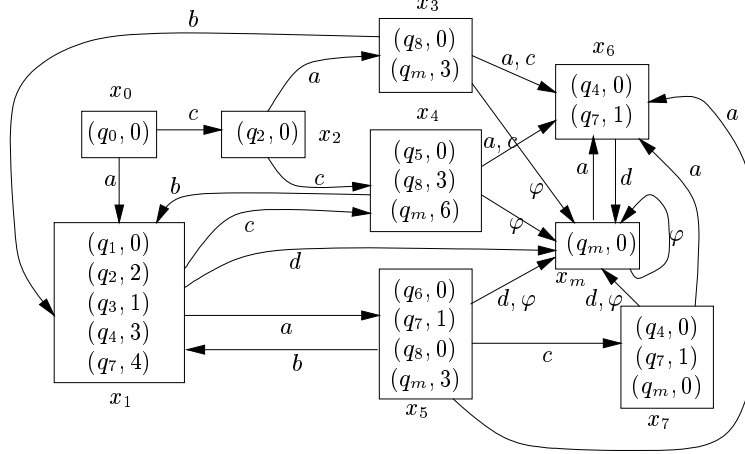 b
x₃
(q₈, 0)
(qₘ, 3)
a, c
x₆
(q₄, 0)
(q₇, 1)
x₀
(q₀, 0)
c
(q₂, 0)
x₂
a
c
a
x₄
(q₅, 0)
(q₈, 3)
(qₘ, 6)
a, c
φ
φ
a
d
a
a
b
c
d
(q₁, 0)
(q₂, 2)
(q₃, 1)
(q₄, 3)
(q₇, 4)
x₁
(qₘ, 0)
φ
xₘ
a
b
(q₆, 0)
(q₇, 1)
(q₈, 0)
(qₘ, 3)
x₅
d, φ
d, φ
c
(q₄, 0)
(q₇, 1)
(qₘ, 0)
x₇